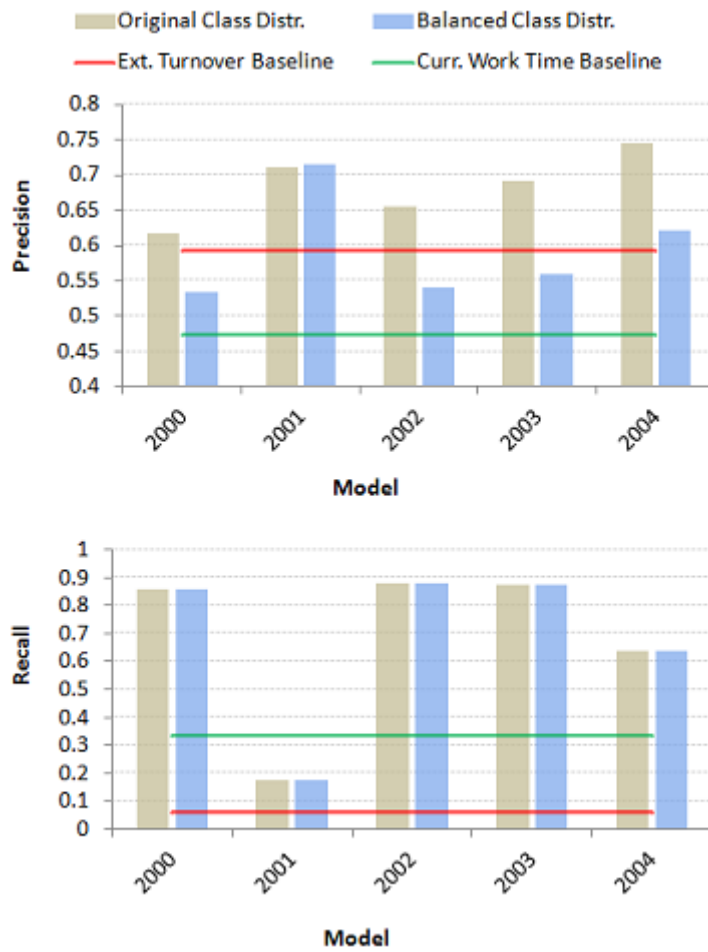 Original Class Distr. Balanced Class Distr.
Ext. Turnover Baseline Curr. Work Time Baseline
0.8
0.75
0.7
0.65
0.6
0.55
0.5
0.45
0.4
Precision
2000 2001 2002 2003 2004
Model
1
0.9
0.8
0.7
0.6
0.5
0.4
0.3
0.2
0.1
0
Recall
2000 2001 2002 2003 2004
Model